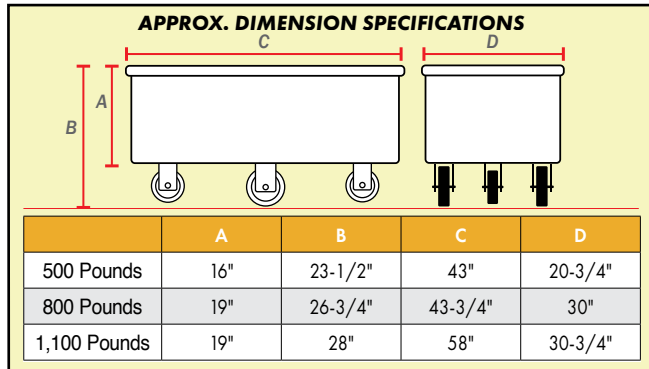 APPROX. DIMENSION SPECIFICATIONS
C D
A
B
A B C D
500 Pounds 16" 23-1/2" 43" 20-3/4"
800 Pounds 19" 26-3/4" 43-3/4" 30"
1,100 Pounds 19" 28" 58" 30-3/4"